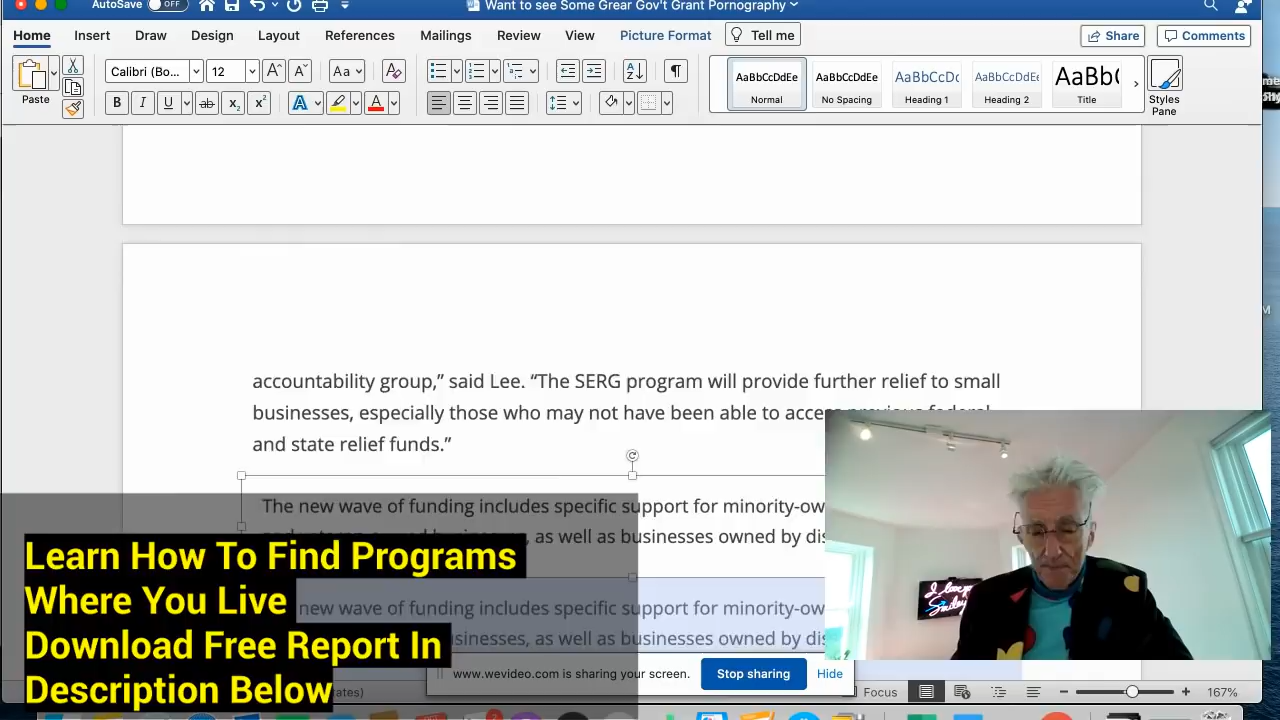 AutoSave OFF Want to see Some Grear Gov't Grant Pornography
Home Insert Draw Design Layout References Mailings Review View Picture Format Tell me Share Comments
Paste Calibri (Bo... 12 Normal No Spacing Heading 1 Heading 2 Title Styles Pane
AaBbCcDdEe AaBbCcDdEe AaBbCcDc AaBbCcDdEe AaBb(
accountability group,” said Lee. “The SERG program will provide further relief to small
businesses, especially those who may not have been able to access previous federal
and state relief funds.”
The new wave of funding includes specific support for minority-ow
as well as businesses owned by dis
new wave of funding includes specific support for minority-ow
sinesses, as well as businesses owned by dis
Learn How To Find Programs
Where You Live
Download Free Report In
Description Below
www.wevideo.com is sharing your screen. Stop sharing Hide
Focus 167%
I love you